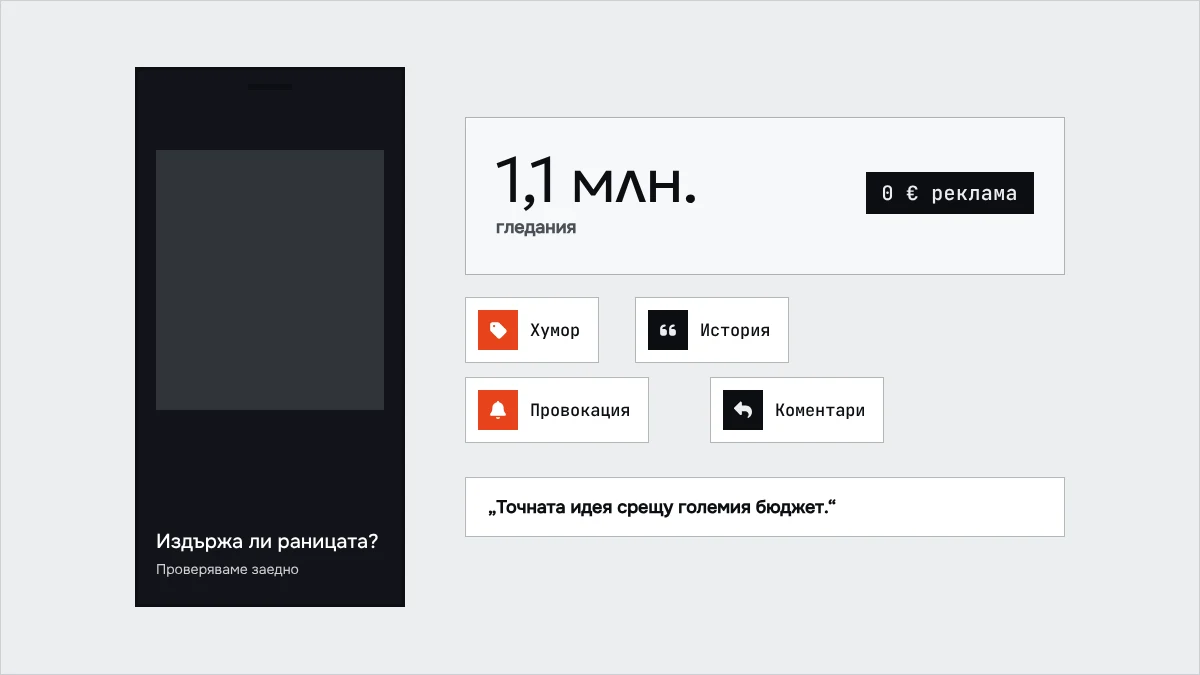 Издържа ли раницата?
Проверяваме заедно
1,1 млн.
гледания
0 € реклама
Хумор
История
Провокация
Коментари
„Точната идея срещу големия бюджет.“